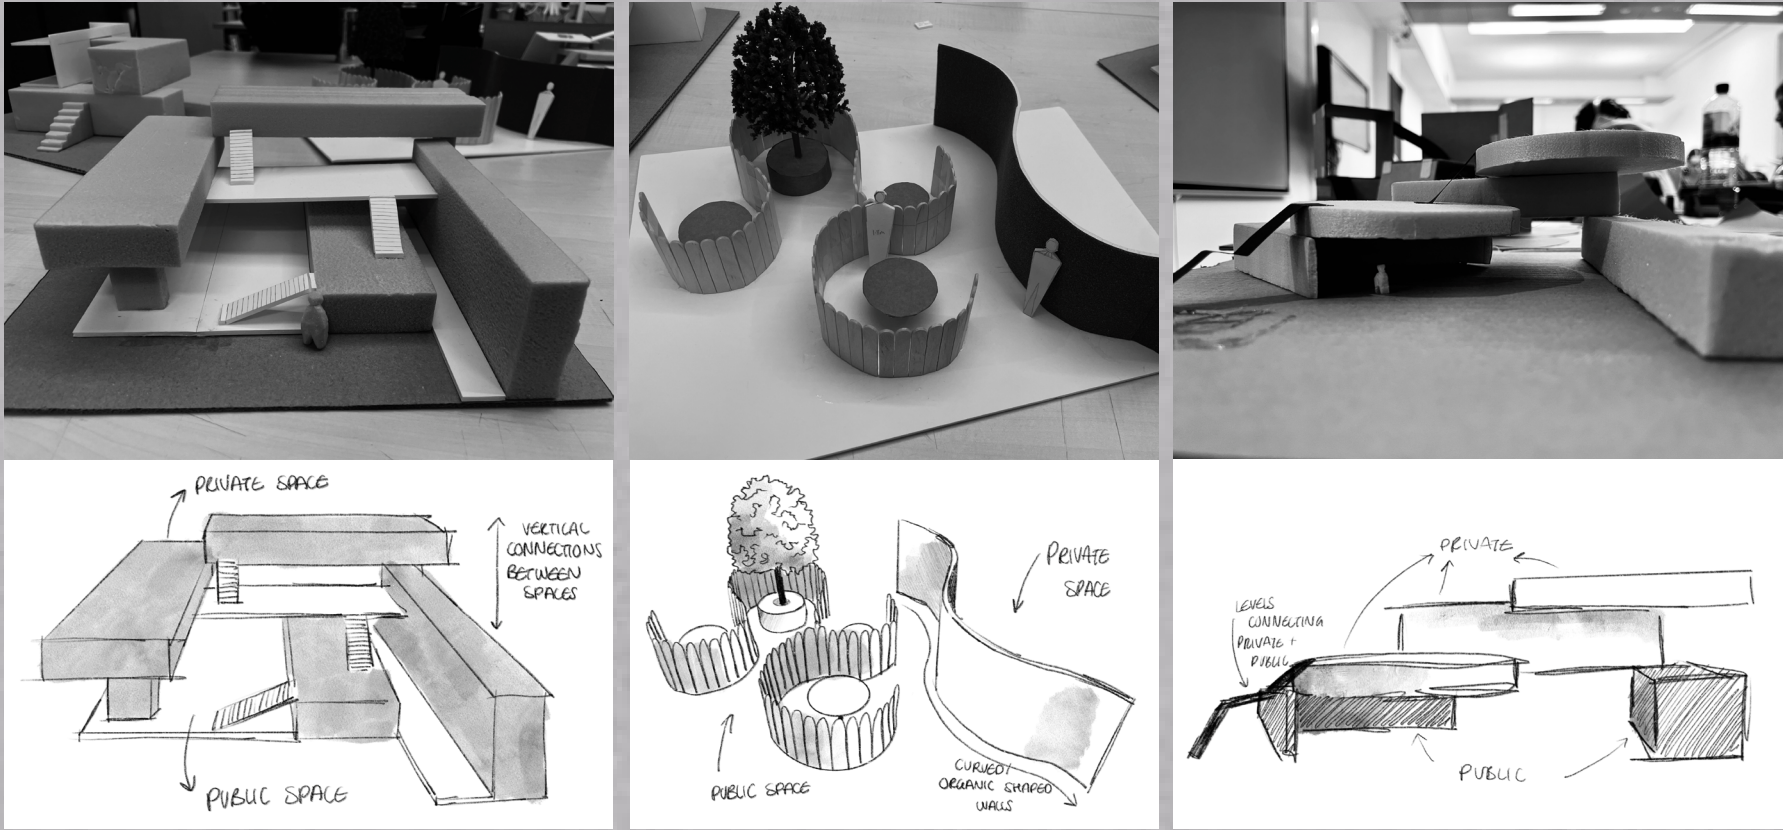 PRIVATE SPACE
VERTICAL
CONNECTIONS
BETWEEN
SPACES
PUBLIC SPACE
PRIVATE
SPACE
PUBLIC SPACE
CURVED/
ORGANIC SHAPED
WALLS
PRIVATE
LEVELS
CONNECTING
PRIVATE +
PUBLIC
PUBLIC